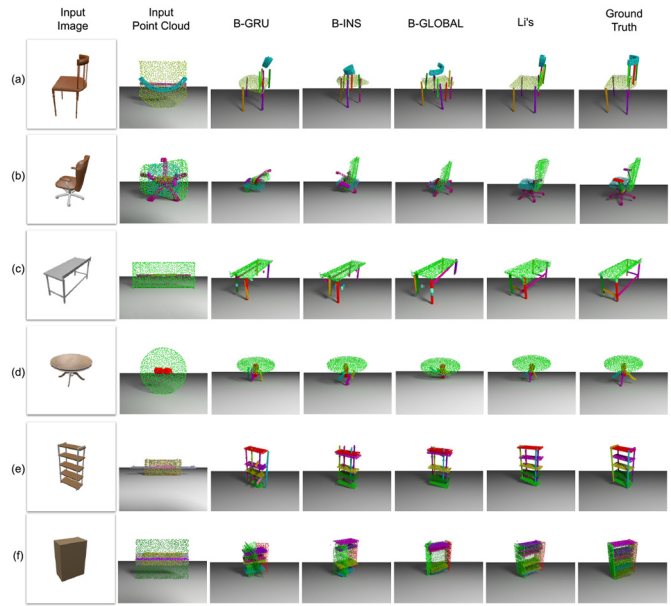 Input Image
Input Point Cloud
B-GRU
B-INS
B-GLOBAL
Li's
Ground Truth
(a)
(b)
(c)
(d)
(e)
(f)